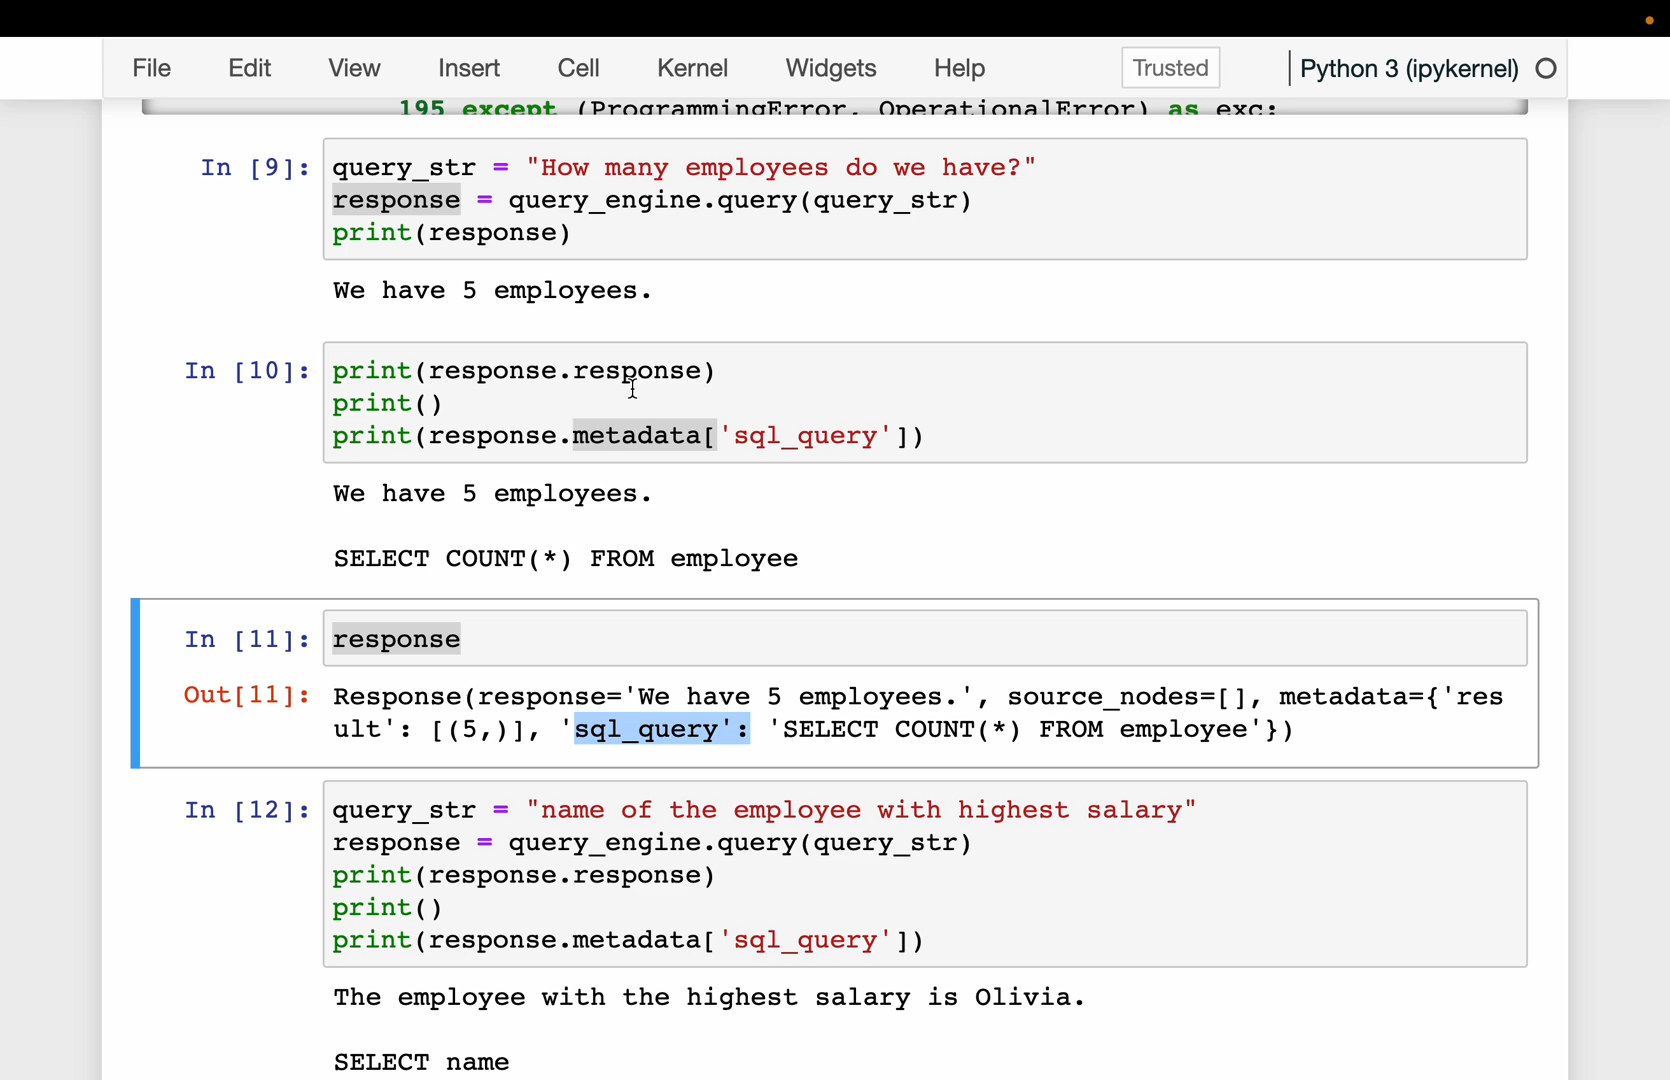 File Edit View Insert Cell Kernel Widgets Help Trusted Python 3 (ipykernel)
195 except (ProgrammingError, OperationalError) as exc:
In [9]: query_str = "How many employees do we have?"
response = query_engine.query(query_str)
print(response)
We have 5 employees.
In [10]: print(response.response)
print()
print(response.metadata['sql_query'])
We have 5 employees.
SELECT COUNT(*) FROM employee
In [11]: response
Out[11]: Response(response='We have 5 employees.', source_nodes=[], metadata={'res
ult': [(5,)], 'sql_query': 'SELECT COUNT(*) FROM employee'})
In [12]: query_str = "name of the employee with highest salary"
response = query_engine.query(query_str)
print(response.response)
print()
print(response.metadata['sql_query'])
The employee with the highest salary is Olivia.
SELECT name